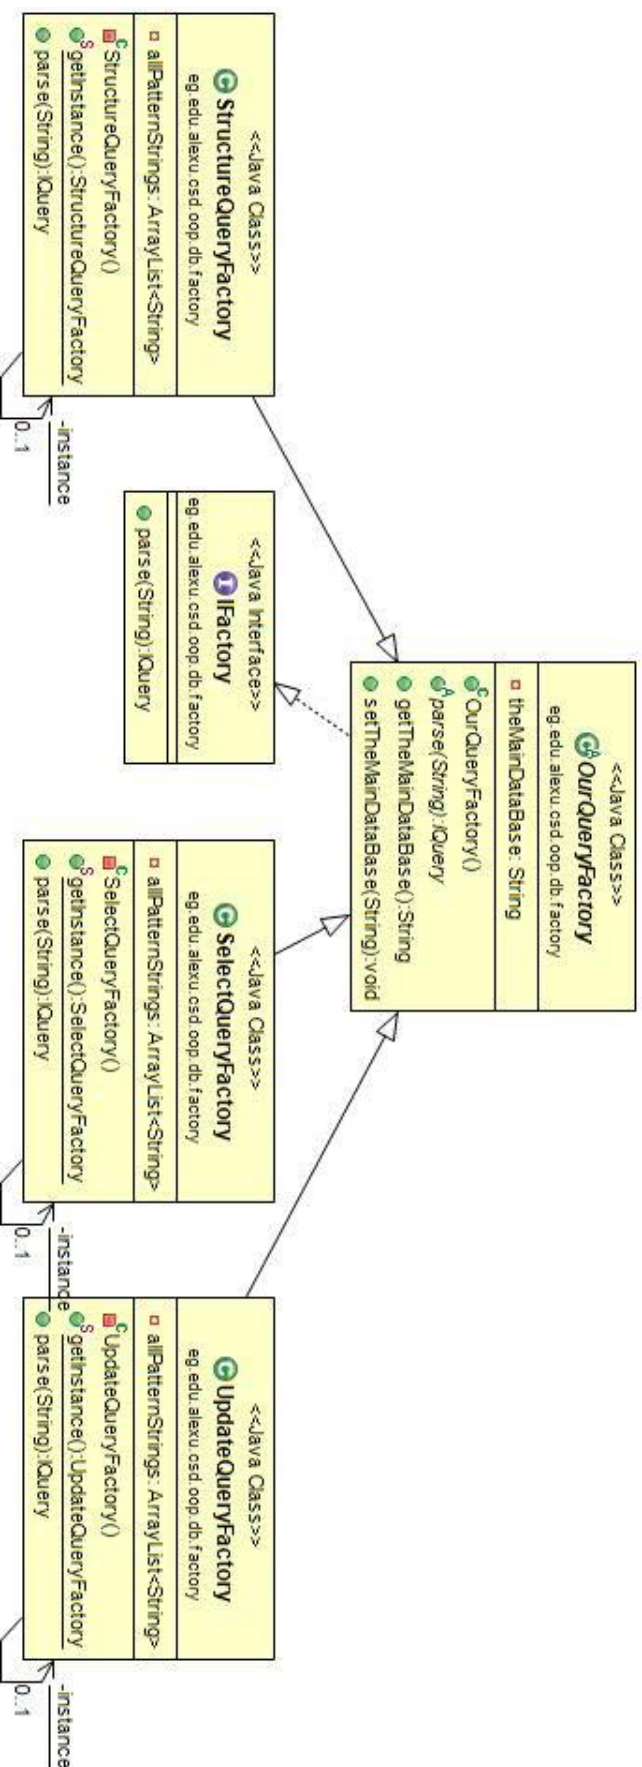 <<Java Class>>
OurQueryFactory
eg.edu.alexu.csd.oop.db.factory
theMainDataBase: String
OurQueryFactory()
parse(String):IQuery
getTheMainDataBase():String
setTheMainDataBase(String):void
<<Java Class>>
StructureQueryFactory
eg.edu.alexu.csd.oop.db.factory
allPatternStrings: ArrayList<String>
StructureQueryFactory()
getInstance():StructureQueryFactory
parse(String):IQuery
-instance
0..1
<<Java Interface>>
IFactory
eg.edu.alexu.csd.oop.db.factory
parse(String):IQuery
<<Java Class>>
SelectQueryFactory
eg.edu.alexu.csd.oop.db.factory
allPatternStrings: ArrayList<String>
SelectQueryFactory()
getInstance():SelectQueryFactory
parse(String):IQuery
-instance
0..1
<<Java Class>>
UpdateQueryFactory
eg.edu.alexu.csd.oop.db.factory
allPatternStrings: ArrayList<String>
UpdateQueryFactory()
getInstance():UpdateQueryFactory
parse(String):IQuery
-instance
0..1